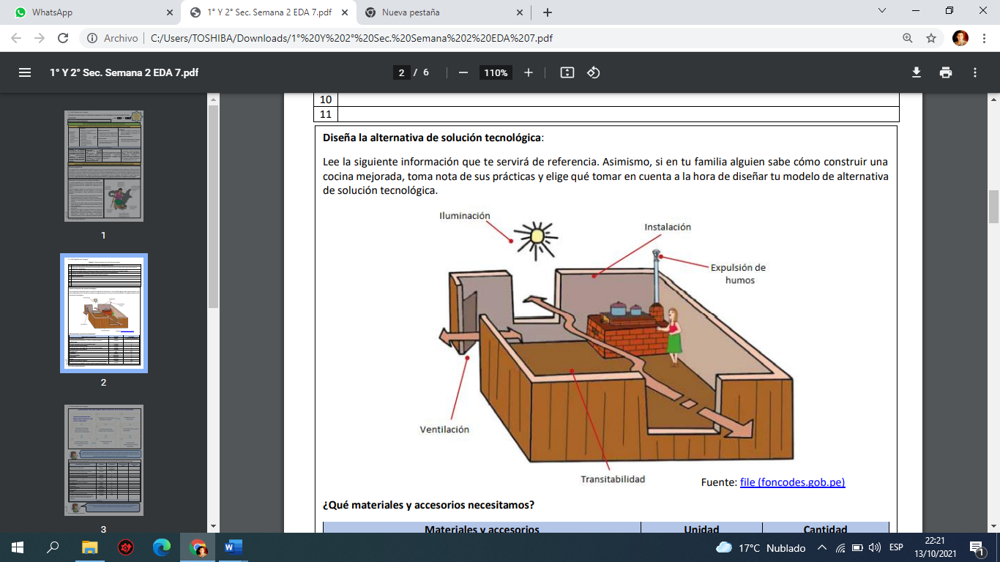 WhatsApp
1° Y 2° Sec. Semana 2 EDA 7.pdf
Nueva pestaña
Archivo
C:/Users/TOSHIBA/Downloads/1°%20Y%202°%20Sec.%20Semana%202%20EDA%207.pdf
1° Y 2° Sec. Semana 2 EDA 7.pdf
2 / 6
110%
10
11
Diseña la alternativa de solución tecnológica:
Lee la siguiente información que te servirá de referencia. Asimismo, si en tu familia alguien sabe cómo construir una
cocina mejorada, toma nota de sus prácticas y elige qué tomar en cuenta a la hora de diseñar tu modelo de alternativa
de solución tecnológica.
Iluminación
Instalación
Expulsión de
humos
Ventilación
Transitabilidad
Fuente: file (foncodes.gob.pe)
¿Qué materiales y accesorios necesitamos?
Materiales y accesorios
Unidad
Cantidad
1
2
3
17°C Nublado
ESP
22:21
13/10/2021
1